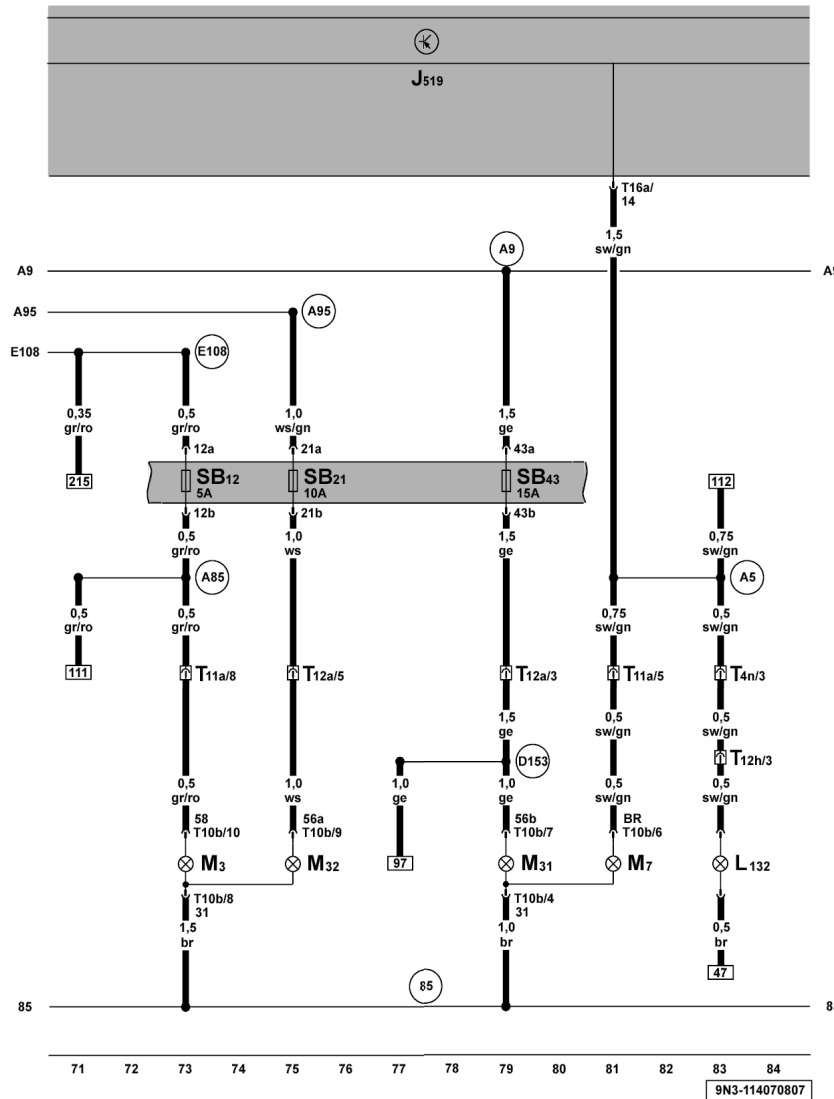 J519
T16a/
14
1,5
sw/gn
A9
A9
A95
A95
E108
E108
0,35
gr/ro
0,5
gr/ro
1,0
ws/gn
1,5
ge
12a
21a
43a
215
SB12
5A
SB21
10A
SB43
15A
112
12b
21b
43b
0,5
gr/ro
1,0
ws
1,5
ge
0,75
sw/gn
A85
A5
0,5
gr/ro
0,5
gr/ro
0,75
sw/gn
0,5
sw/gn
111
T11a/8
T12a/5
T12a/3
T11a/5
T4n/3
1,5
ge
0,5
sw/gn
0,5
sw/gn
D153
T12h/3
0,5
gr/ro
1,0
ws
1,0
ge
1,0
ge
0,5
sw/gn
0,5
sw/gn
58
T10b/10
56a
T10b/9
56b
T10b/7
BR
T10b/6
M3
M32
97
M31
M7
L132
T10b/8
31
T10b/4
31
1,5
br
1,0
br
0,5
br
47
85
85
71 72 73 74 75 76 77 78 79 80 81 82 83 84
9N3-114070807